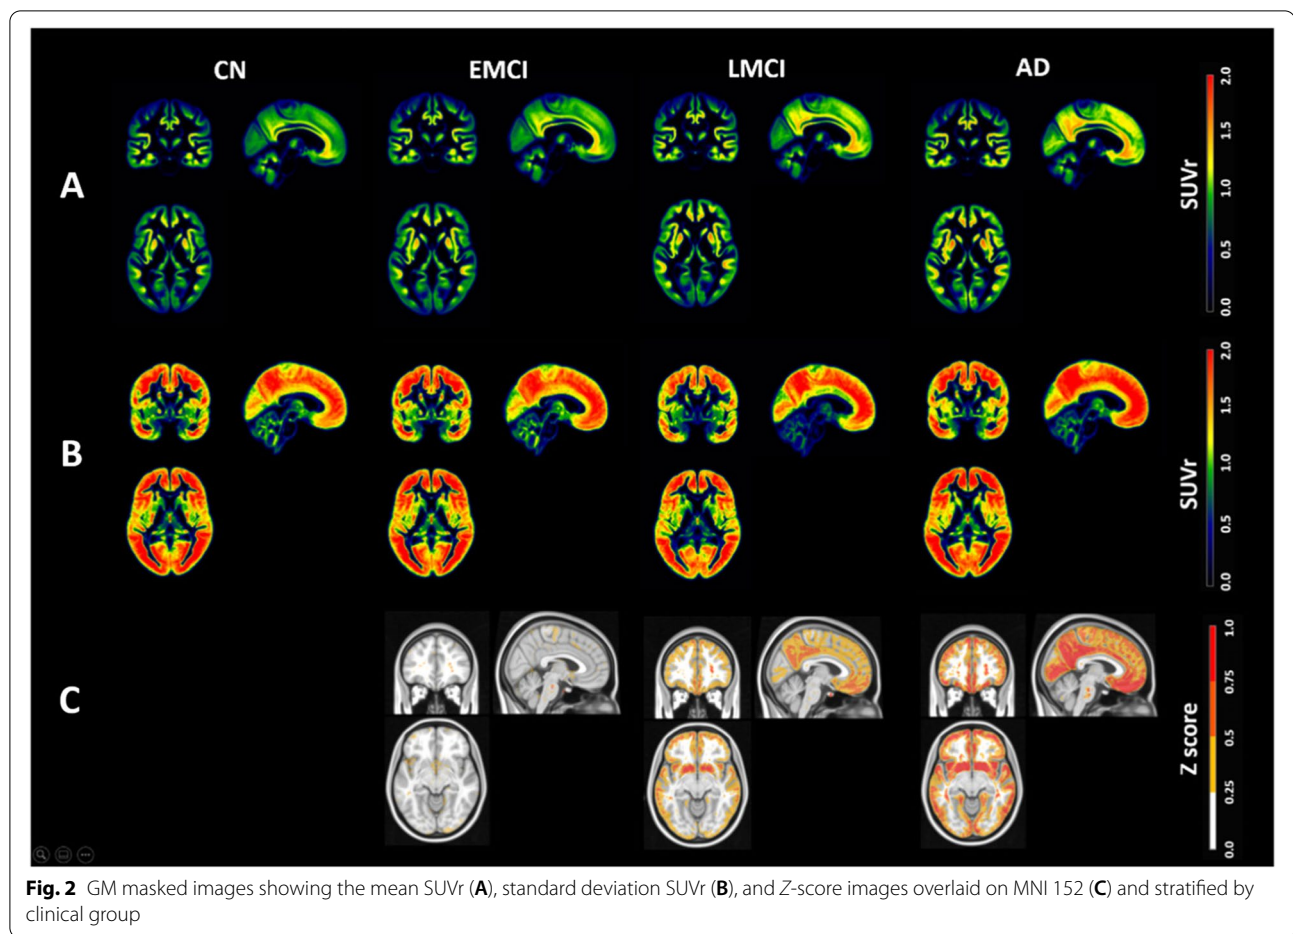 CN EMCI LMCI AD
A
SUVr
0.0 0.5 1.0 1.5 2.0
B
SUVr
0.0 0.5 1.0 1.5 2.0
C
Z score
0.0 0.25 0.5 0.75 1.0
Fig. 2 GM masked images showing the mean SUVr (A), standard deviation SUVr (B), and Z-score images overlaid on MNI 152 (C) and stratified by
clinical group